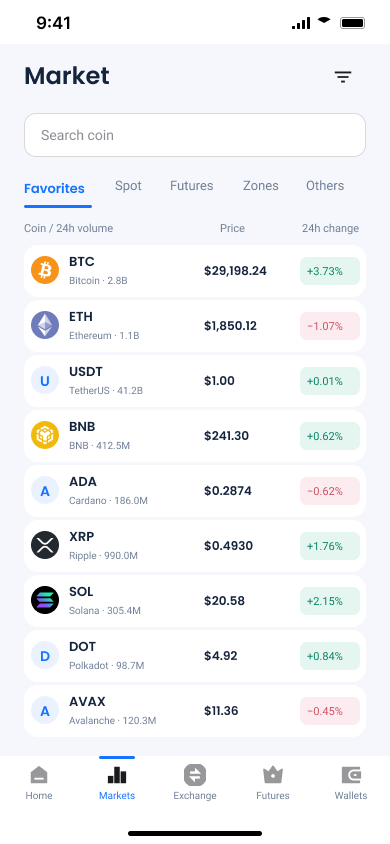 9:41
Market
Search coin
Favorites Spot Futures Zones Others
Coin / 24h volume Price 24h change
BTC
Bitcoin · 2.8B $29,198.24 +3.73%
ETH
Ethereum · 1.1B $1,850.12 −1.07%
U USDT
TetherUS · 41.2B $1.00 +0.01%
BNB
BNB · 412.5M $241.30 +0.62%
A ADA
Cardano · 186.0M $0.2874 −0.62%
XRP
Ripple · 990.0M $0.4930 +1.76%
SOL
Solana · 305.4M $20.58 +2.15%
D DOT
Polkadot · 98.7M $4.92 +0.84%
A AVAX
Avalanche · 120.3M $11.36 −0.45%
Home Markets Exchange Futures Wallets